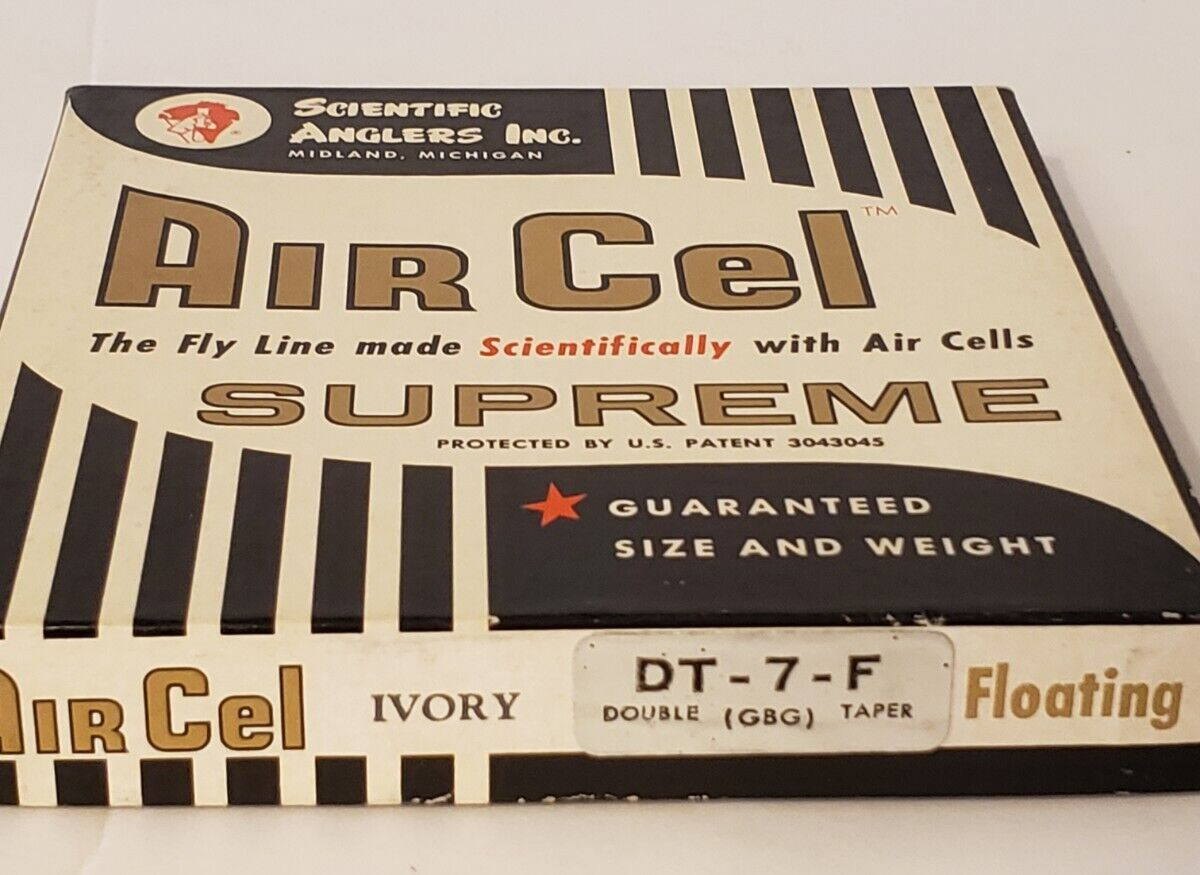 SCIENTIFIC
ANGLERS INC.
MIDLAND, MICHIGAN
AIR CEL™
The Fly Line made Scientifically with Air Cells
SUPREME
PROTECTED BY U.S. PATENT 3043045
★ GUARANTEED
SIZE AND WEIGHT
AIR CEL IVORY DT-7-F Floating
DOUBLE (GBG) TAPER